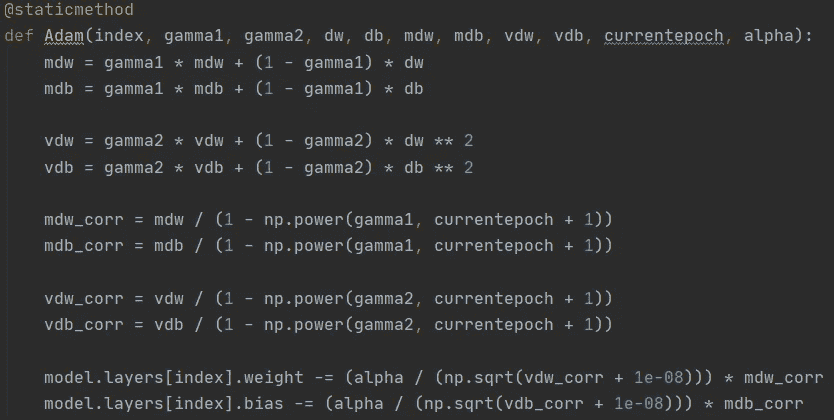 @staticmethod
def Adam(index, gamma1, gamma2, dw, db, mdw, mdb, vdw, vdb, currentepoch, alpha):
    mdw = gamma1 * mdw + (1 - gamma1) * dw
    mdb = gamma1 * mdb + (1 - gamma1) * db

    vdw = gamma2 * vdw + (1 - gamma2) * dw ** 2
    vdb = gamma2 * vdb + (1 - gamma2) * db ** 2

    mdw_corr = mdw / (1 - np.power(gamma1, currentepoch + 1))
    mdb_corr = mdb / (1 - np.power(gamma1, currentepoch + 1))

    vdw_corr = vdw / (1 - np.power(gamma2, currentepoch + 1))
    vdb_corr = vdb / (1 - np.power(gamma2, currentepoch + 1))

    model.layers[index].weight -= (alpha / (np.sqrt(vdw_corr + 1e-08))) * mdw_corr
    model.layers[index].bias -= (alpha / (np.sqrt(vdb_corr + 1e-08))) * mdb_corr